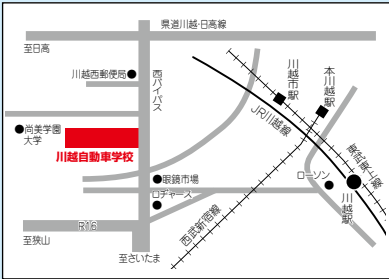 県道川越・日高線
至日高
川越西郵便局
西バイパス
川越市駅
本川越駅
JR川越線
尚美学園
大学
川越自動車学校
東武東上線
眼鏡市場
ローソン
ロヂャース
川越駅
R16
西武新宿線
至狭山
至さいたま